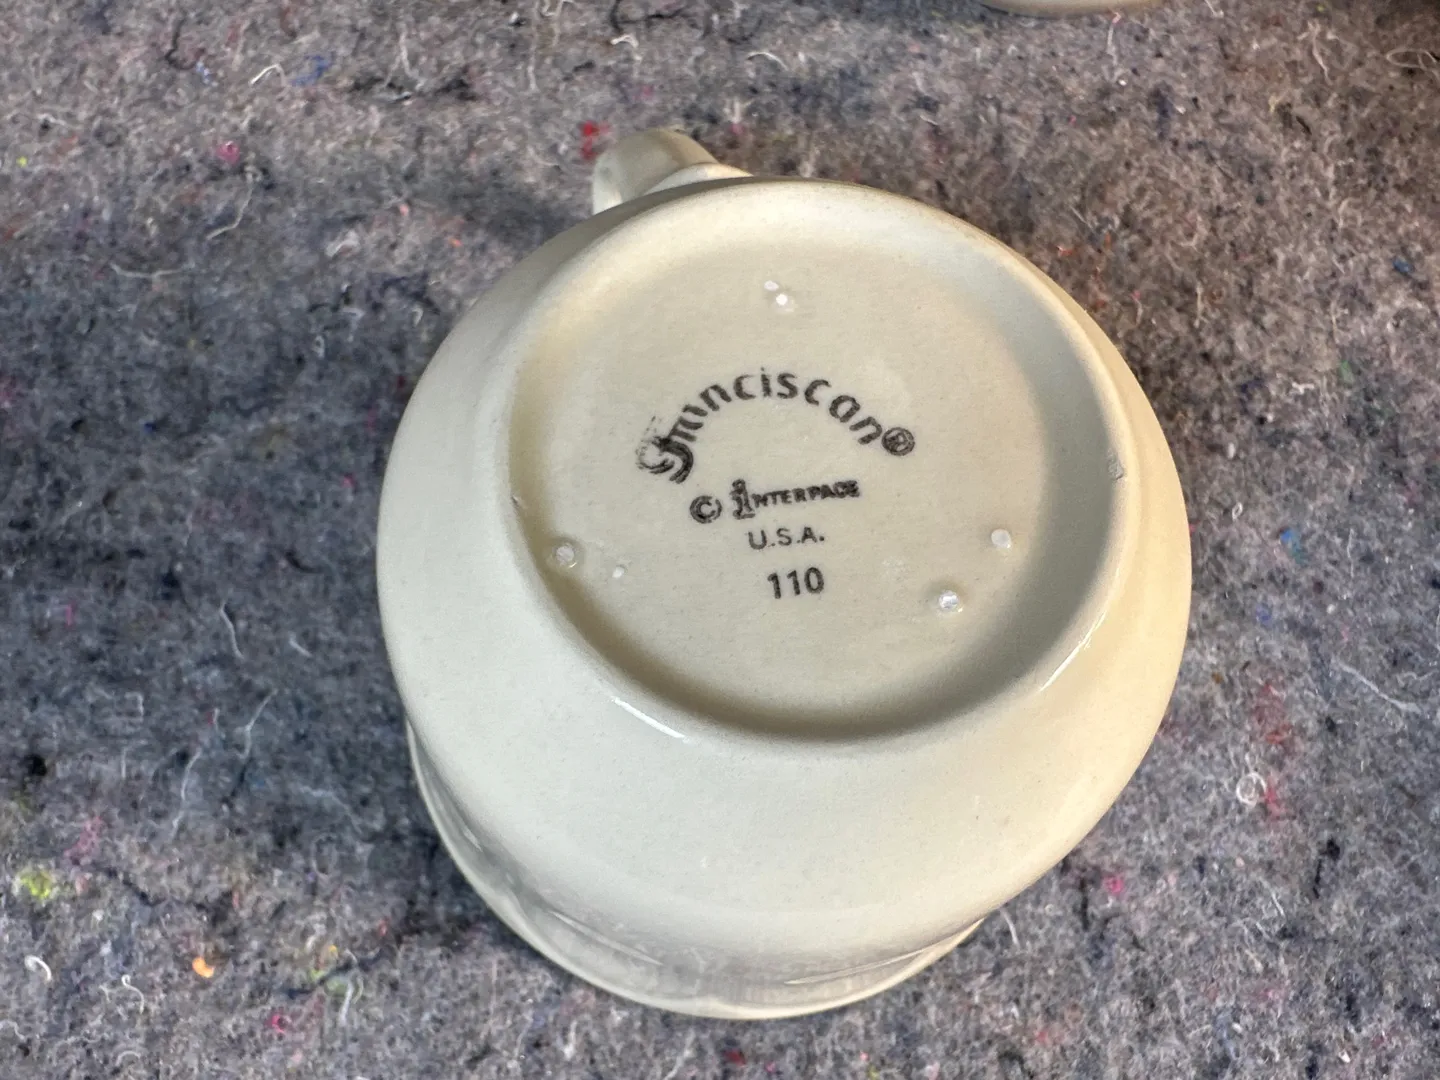 Franciscan®
© INTERPACE
U.S.A.
110